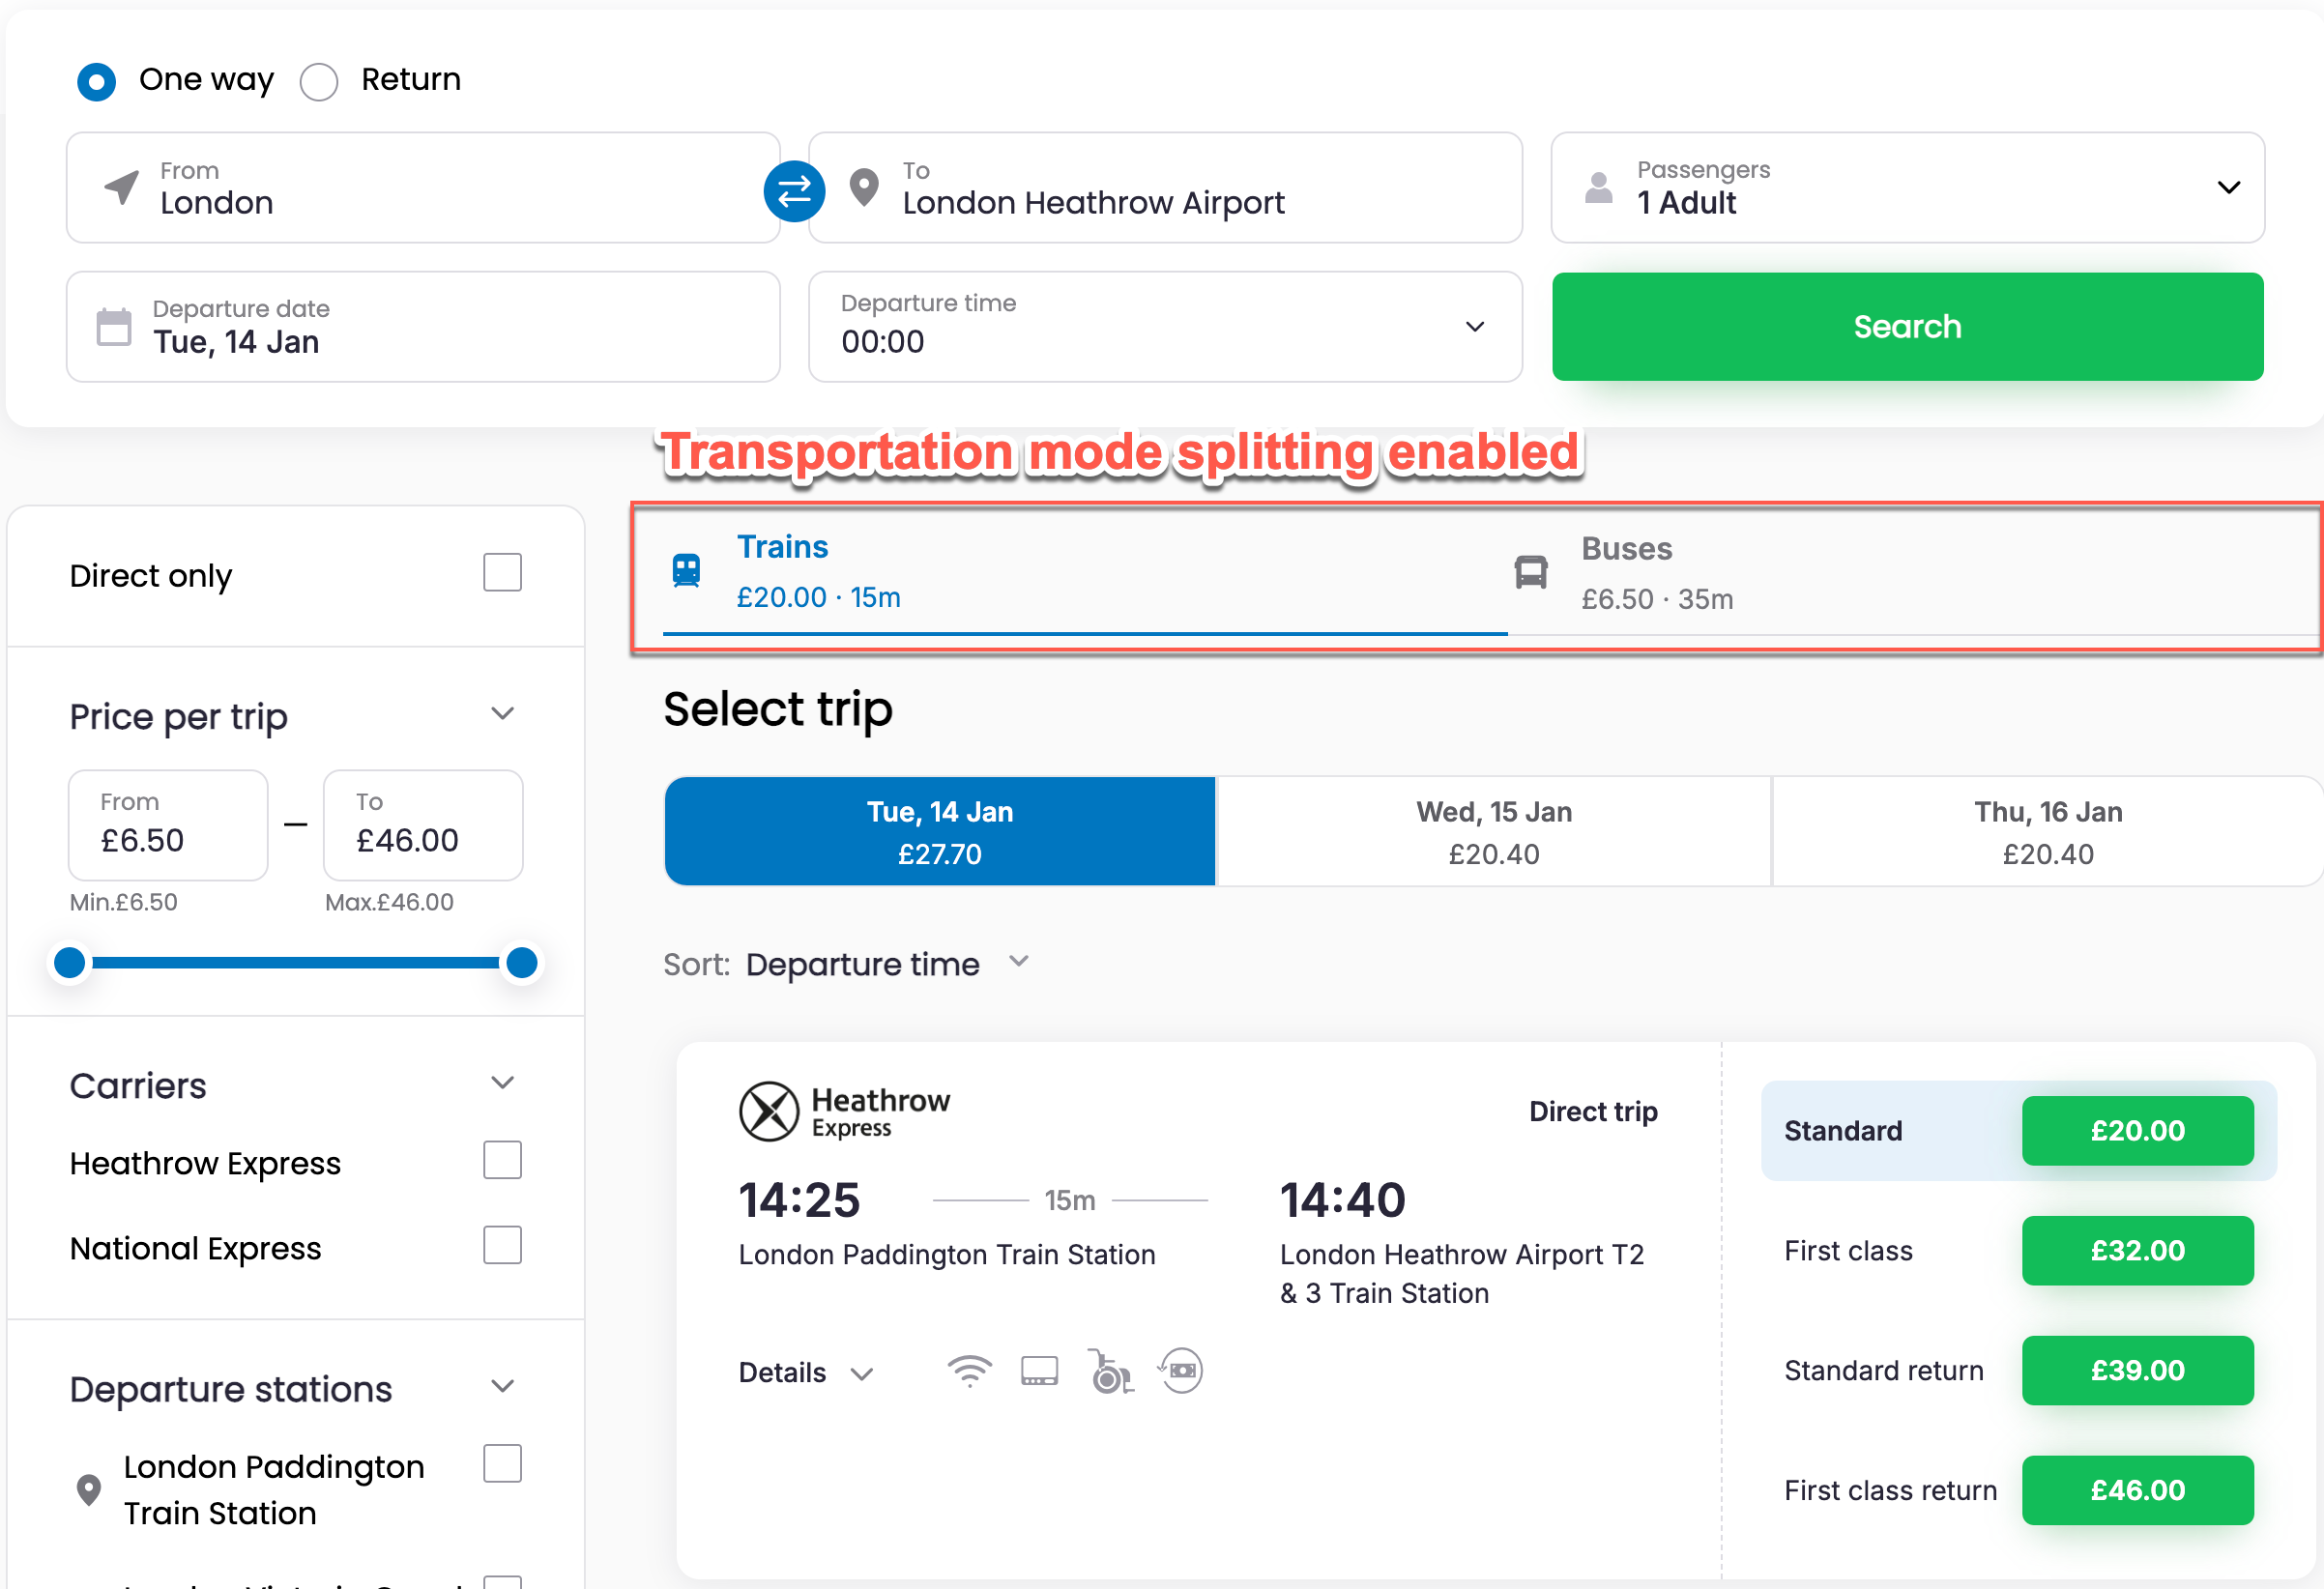 One way
Return
From
London
To
London Heathrow Airport
Passengers
1 Adult
Departure date
Tue, 14 Jan
Departure time
00:00
Search
Transportation mode splitting enabled
Trains
£20.00 · 15m
Buses
£6.50 · 35m
Direct only
Price per trip
From
£6.50
—
To
£46.00
Min.£6.50
Max.£46.00
Carriers
Heathrow Express
National Express
Departure stations
London Paddington
Train Station
Select trip
Tue, 14 Jan
£27.70
Wed, 15 Jan
£20.40
Thu, 16 Jan
£20.40
Sort: Departure time
Heathrow
Express
Direct trip
14:25
15m
14:40
London Paddington Train Station
London Heathrow Airport T2
& 3 Train Station
Details
Standard
£20.00
First class
£32.00
Standard return
£39.00
First class return
£46.00